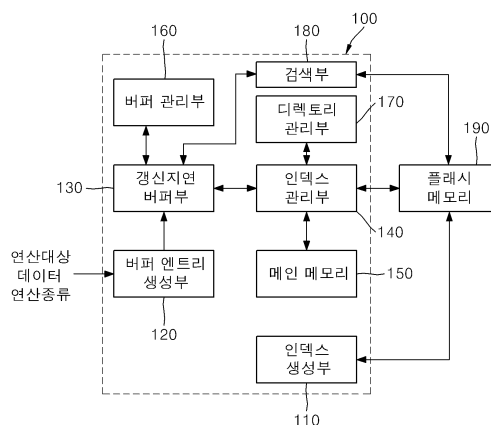 100
160
180
버퍼 관리부
검색부
디렉토리
관리부
170
190
130
갱신지연
버퍼부
인덱스
관리부
플래시
메모리
140
연산대상
데이터
연산종류
버퍼 엔트리
생성부
메인 메모리
150
120
인덱스
생성부
110